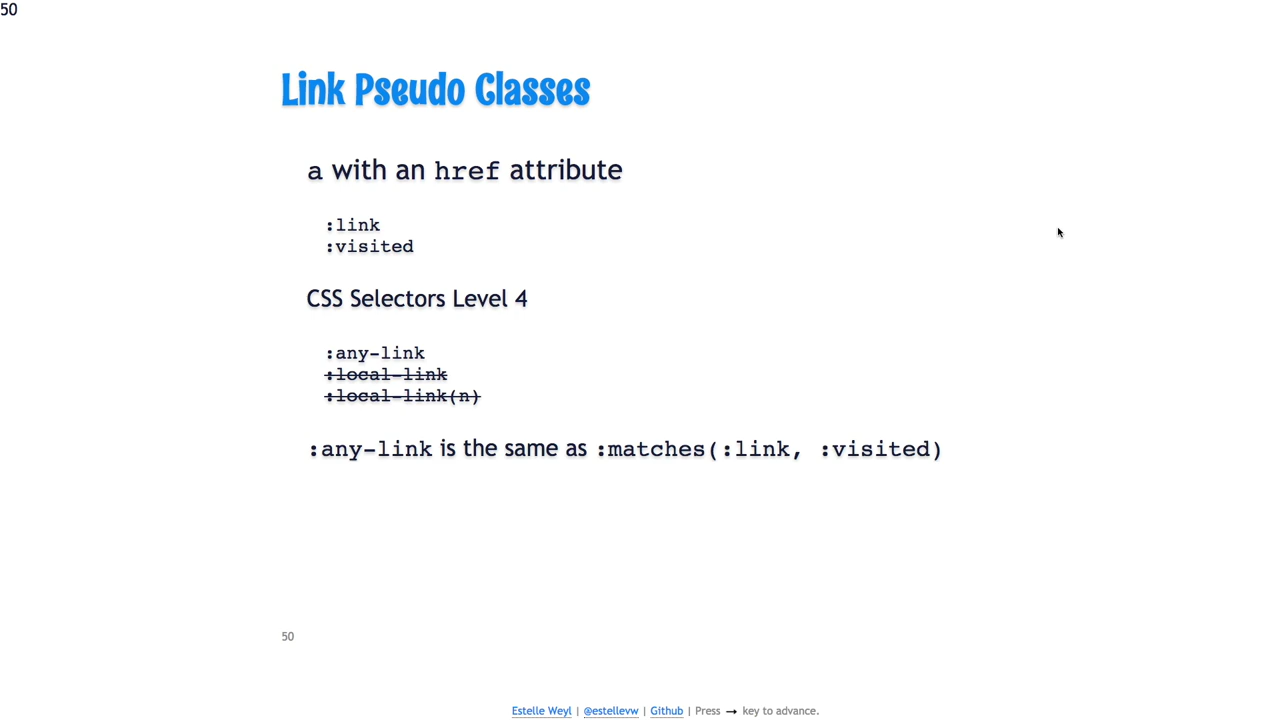 50
Link Pseudo Classes
a with an href attribute
:link
:visited
CSS Selectors Level 4
:any-link
:local-link
:local-link(n)
:any-link is the same as :matches(:link, :visited)
50
Estelle Weyl | @estellevw | Github | Press → key to advance.